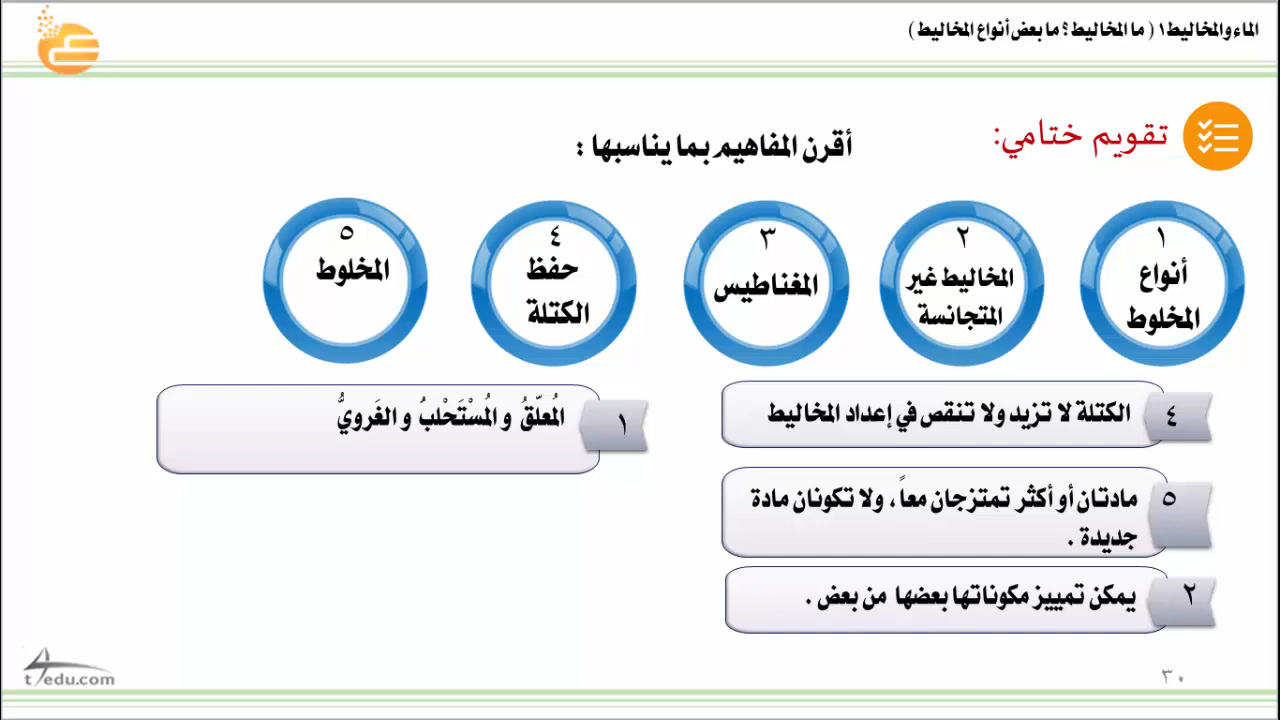 الماء والمخاليط١ ( ما المخاليط؟ ما بعض أنواع المخاليط )
تقويم ختامي:
أقرن المفاهيم بما يناسبها :
١
أنواع
المخلوط
٢
المخاليط غير
المتجانسة
٣
المغناطيس
٤
حفظ
الكتلة
٥
المخلوط
٤
الكتلة لا تزيد ولا تنقص في إعداد المخاليط
١
المُعلّقُ و المُسْتَحْلبُ و الغَرويُّ
٥
مادتان أو أكثر تمتزجان معاً، ولا تكونان مادة
جديدة .
٢
يمكن تمييز مكوناتها بعضها من بعض .
t4edu.com
٣٠